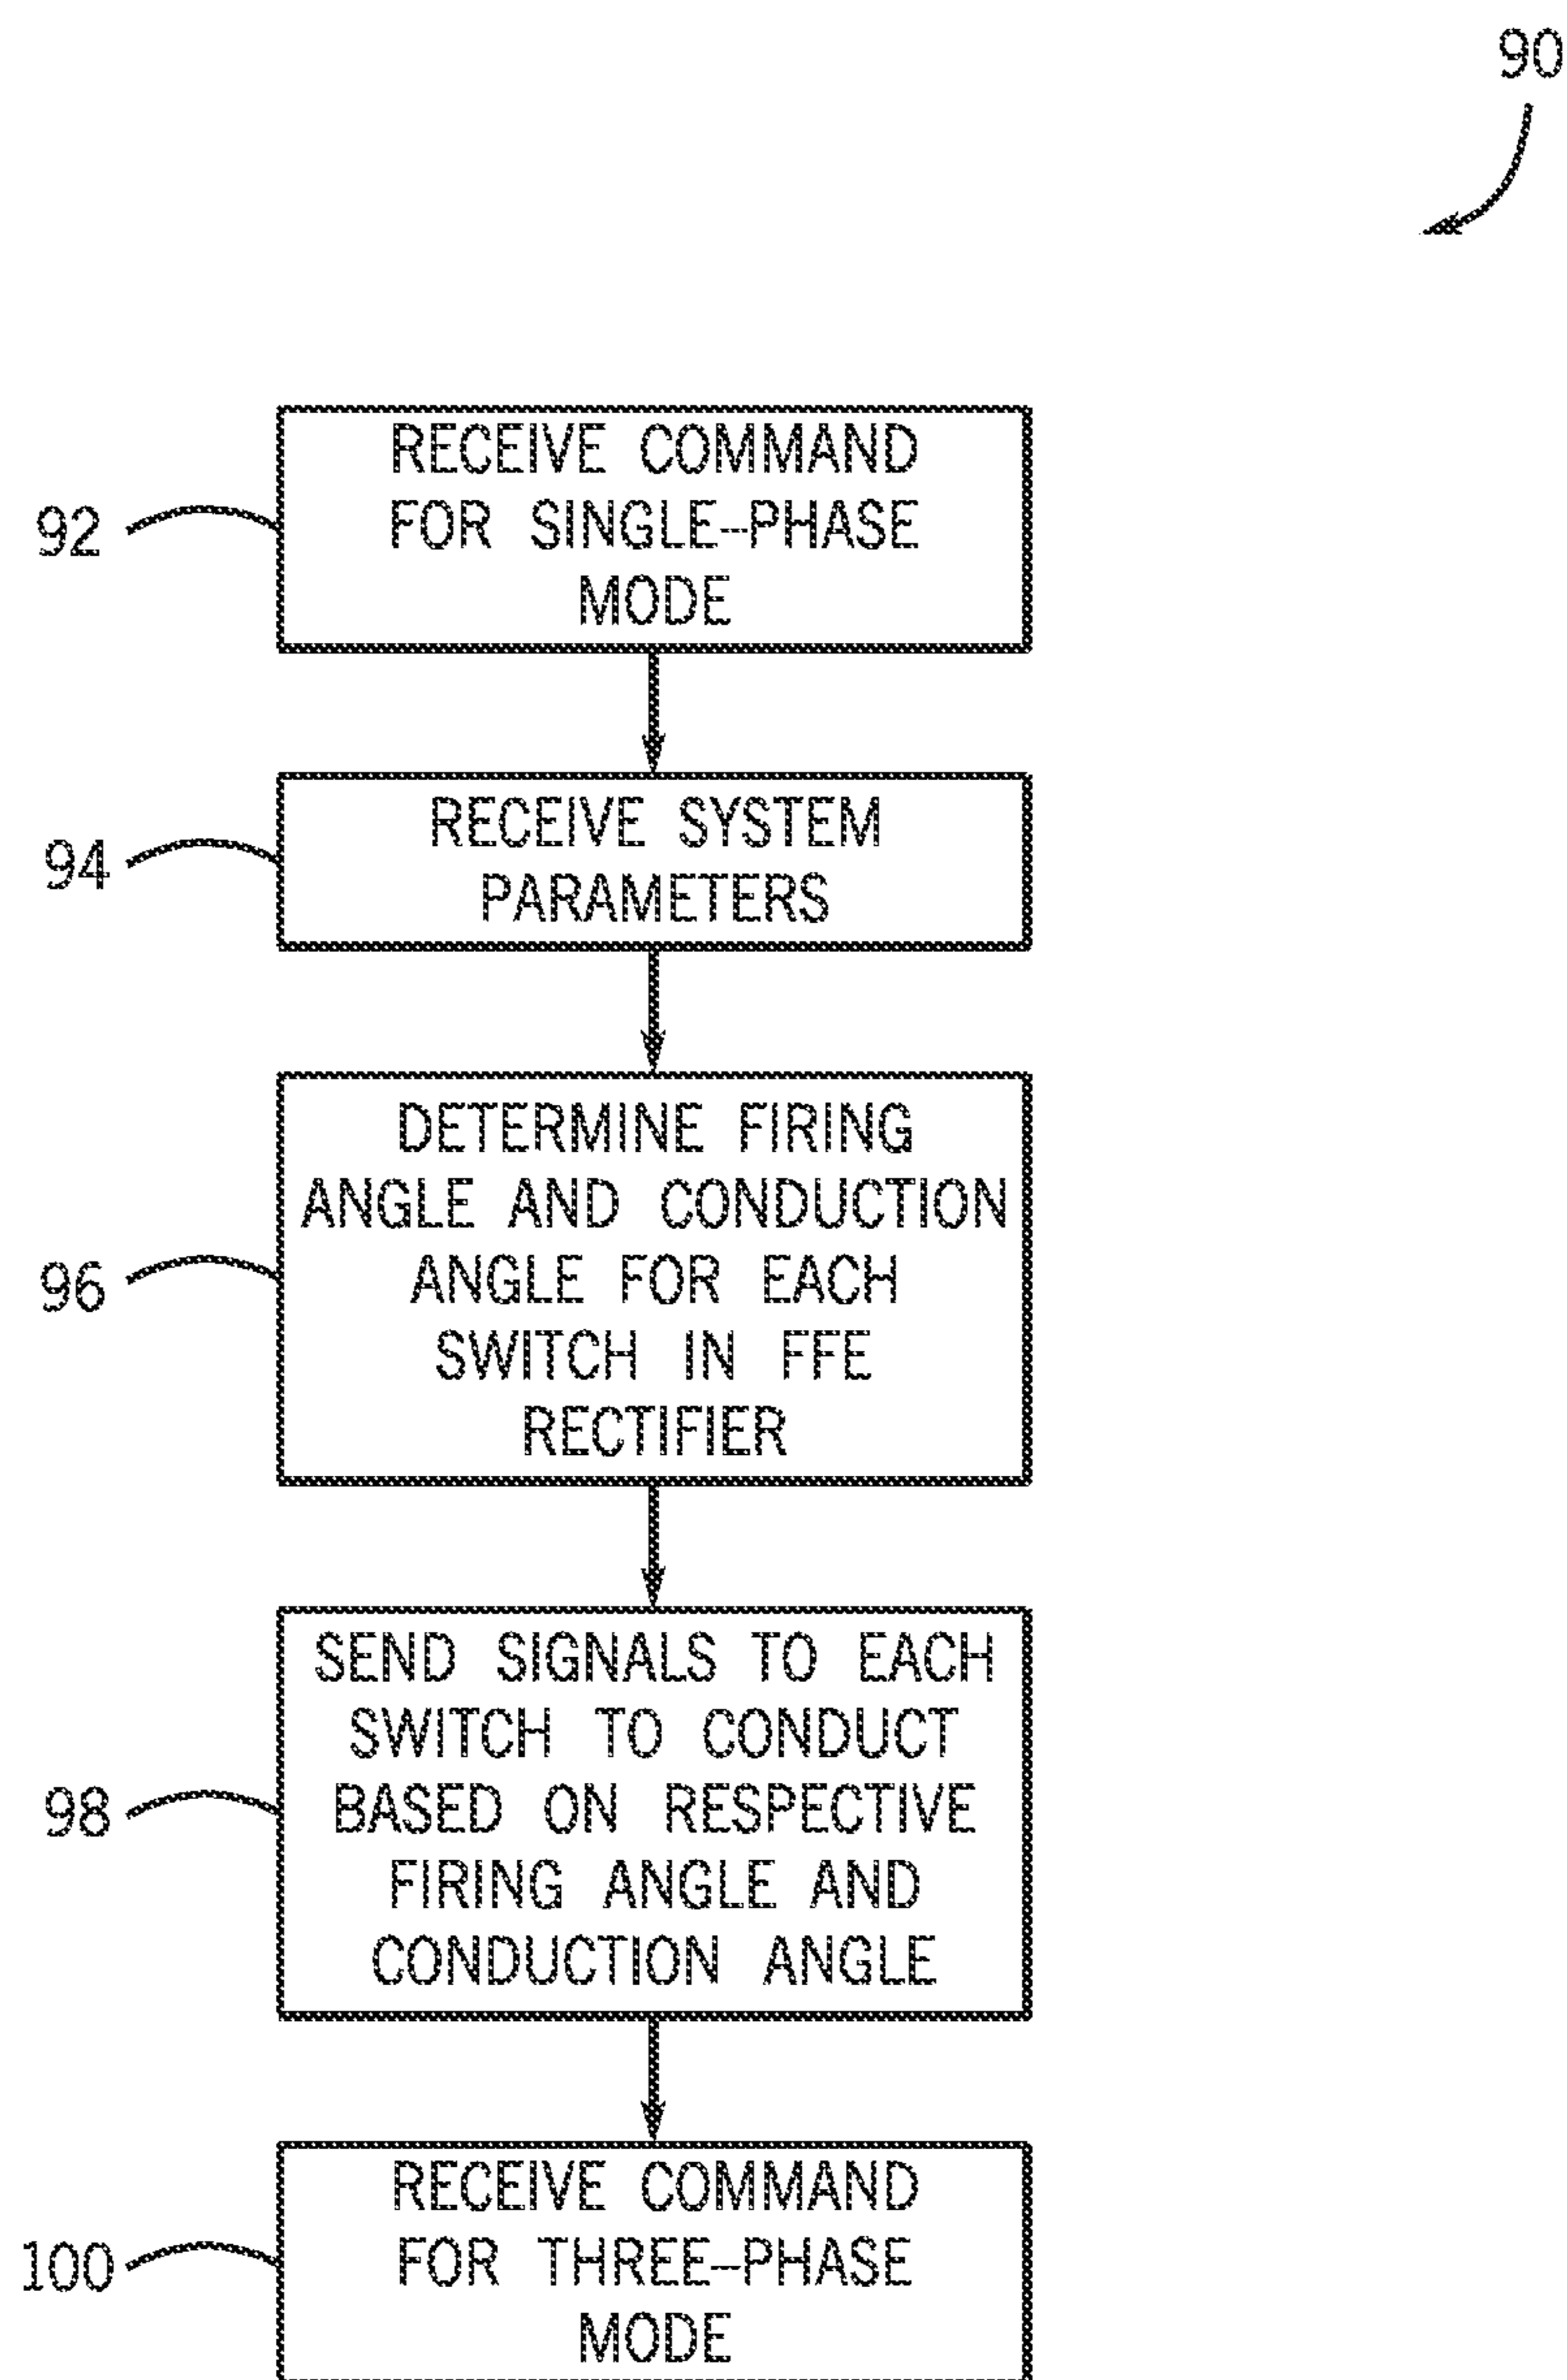 90
92
RECEIVE COMMAND
FOR SINGLE-PHASE
MODE
94
RECEIVE SYSTEM
PARAMETERS
96
DETERMINE FIRING
ANGLE AND CONDUCTION
ANGLE FOR EACH
SWITCH IN FFE
RECTIFIER
98
SEND SIGNALS TO EACH
SWITCH TO CONDUCT
BASED ON RESPECTIVE
FIRING ANGLE AND
CONDUCTION ANGLE
100
RECEIVE COMMAND
FOR THREE-PHASE
MODE